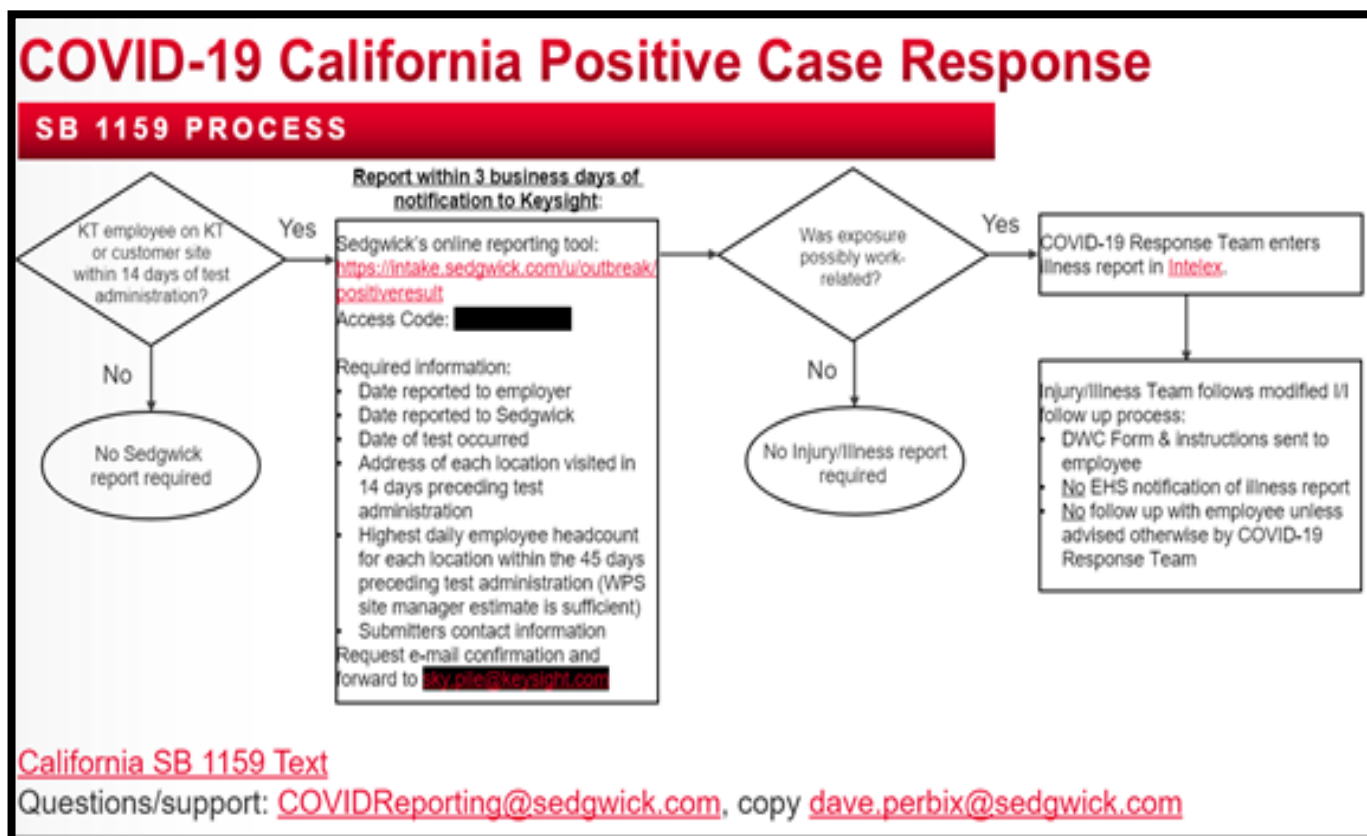 COVID-19 California Positive Case Response
SB 1159 PROCESS
KT employee on KT
or customer site
within 14 days of test
administration?
Yes
No
No Sedgwick
report required
Report within 3 business days of
notification to Keysight:
Sedgwick's online reporting tool:
https://intake.sedgwick.com/u/outbreak/
positiveresult
Access Code:
Required information:
• Date reported to employer
• Date reported to Sedgwick
• Date of test occurred
• Address of each location visited in
14 days preceding test
administration
• Highest daily employee headcount
for each location within the 45 days
preceding test administration (WPS
site manager estimate is sufficient)
• Submitters contact information
Request e-mail confirmation and
forward to
Was exposure
possibly work-
related?
Yes
No
No Injury/Illness report
required
COVID-19 Response Team enters
illness report in Intelex.
Injury/Illness Team follows modified I/I
follow up process:
• DWC Form & instructions sent to
employee
• No EHS notification of illness report
• No follow up with employee unless
advised otherwise by COVID-19
Response Team
California SB 1159 Text
Questions/support: COVIDReporting@sedgwick.com, copy dave.perbix@sedgwick.com